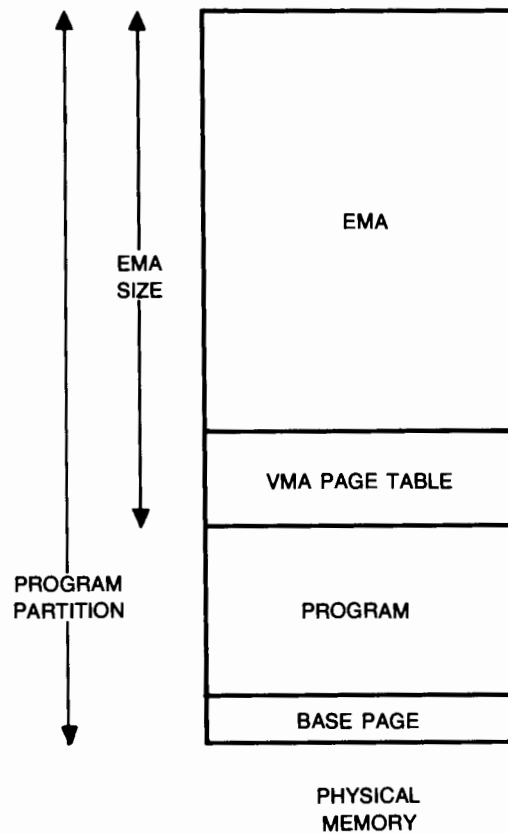 EMA
EMA
SIZE
VMA PAGE TABLE
PROGRAM
PARTITION
PROGRAM
BASE PAGE
PHYSICAL
MEMORY